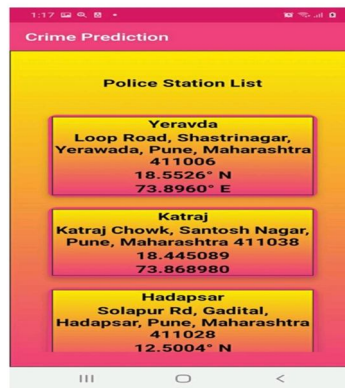 1:17
Crime Prediction
Police Station List
Yeravda
Loop Road, Shastrinagar,
Yerawada, Pune, Maharashtra
411006
18.5526° N
73.8960° E
Katraj
Katraj Chowk, Santosh Nagar,
Pune, Maharashtra 411038
18.445089
73.868980
Hadapsar
Solapur Rd, Gadital,
Hadapsar, Pune, Maharashtra
411028
12.5004° N